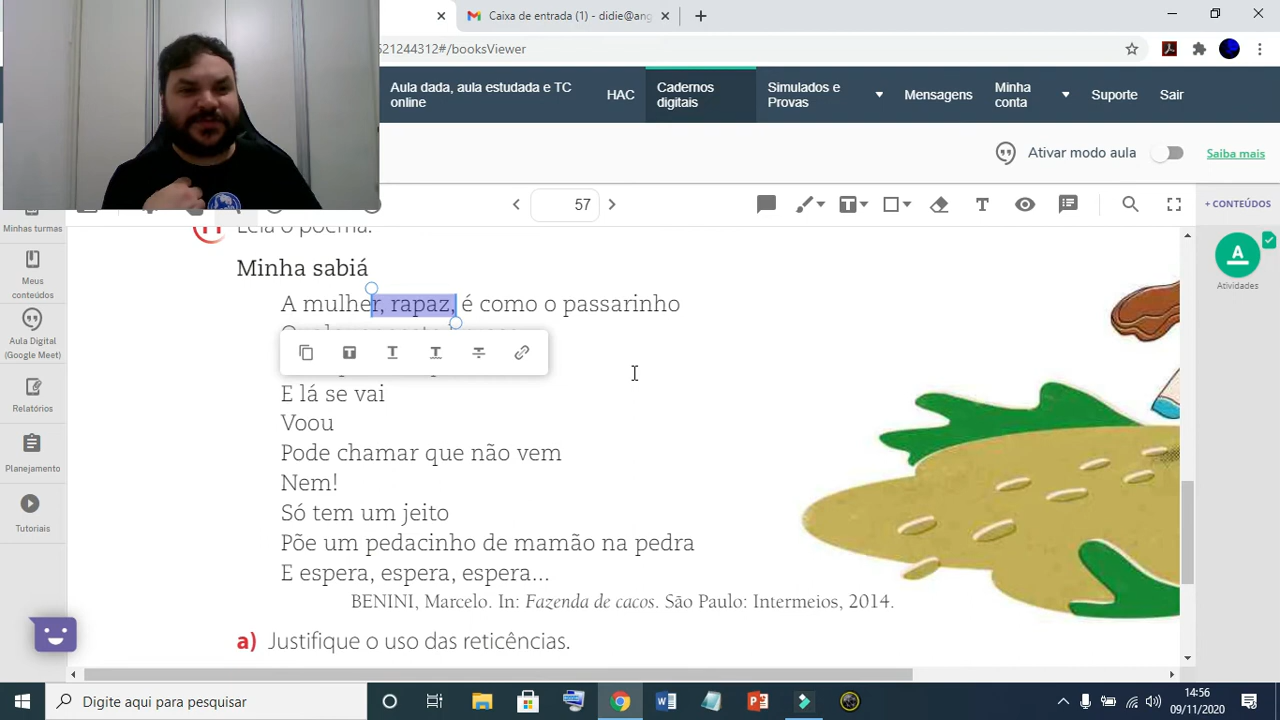 Caixa de entrada (1) - didie@ang
621244312#/booksViewer
Aula dada, aula estudada e TC online
HAC
Cadernos digitais
Simulados e Provas
Mensagens
Minha conta
Suporte
Sair
Ativar modo aula
Saiba mais
57
+ CONTEÚDOS
Minhas turmas
Meus conteúdos
Aula Digital (Google Meet)
Relatórios
Planejamento
Tutoriais
A
Atividades
11 Leia o poema.
Minha sabiá
A mulher, rapaz, é como o passarinho
E lá se vai
Voou
Pode chamar que não vem
Nem!
Só tem um jeito
Põe um pedacinho de mamão na pedra
E espera, espera, espera...
BENINI, Marcelo. In: Fazenda de cacos. São Paulo: Intermeios, 2014.
a) Justifique o uso das reticências.
Digite aqui para pesquisar
14:56
09/11/2020